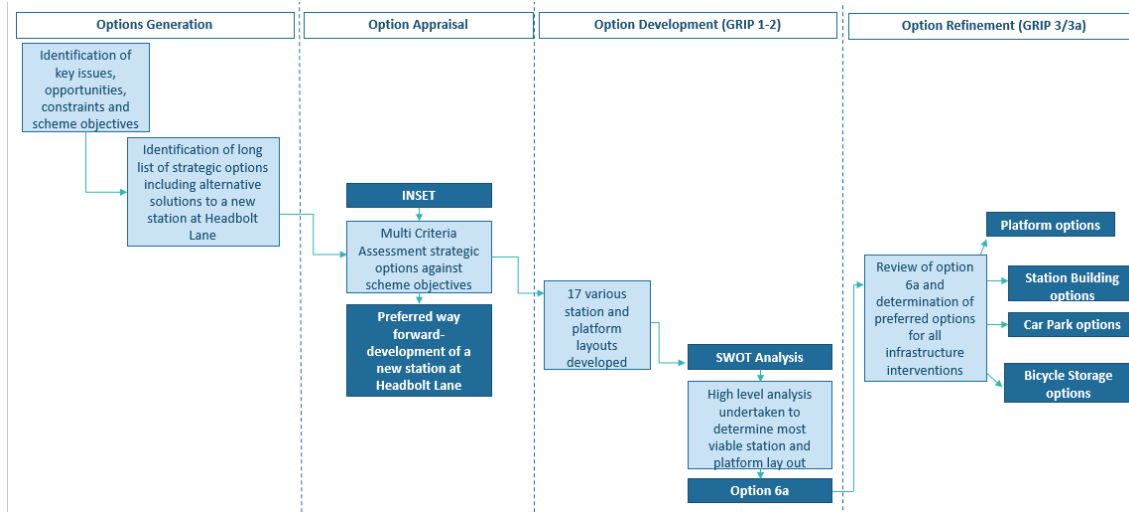 Options Generation
Option Appraisal
Option Development (GRIP 1-2)
Option Refinement (GRIP 3/3a)
Identification of
key issues,
opportunities,
constraints and
scheme objectives
Identification of long
list of strategic options
including alternative
solutions to a new
station at Headbolt
Lane
INSET
Multi Criteria
Assessment strategic
options against
scheme objectives
Preferred way
forward-
development of a
new station at
Headbolt Lane
17 various
station and
platform
layouts
developed
SWOT Analysis
High level analysis
undertaken to
determine most
viable station and
platform lay out
Option 6a
Review of option
6a and
determination of
preferred options
for all
infrastructure
interventions
Platform options
Station Building
options
Car Park options
Bicycle Storage
options